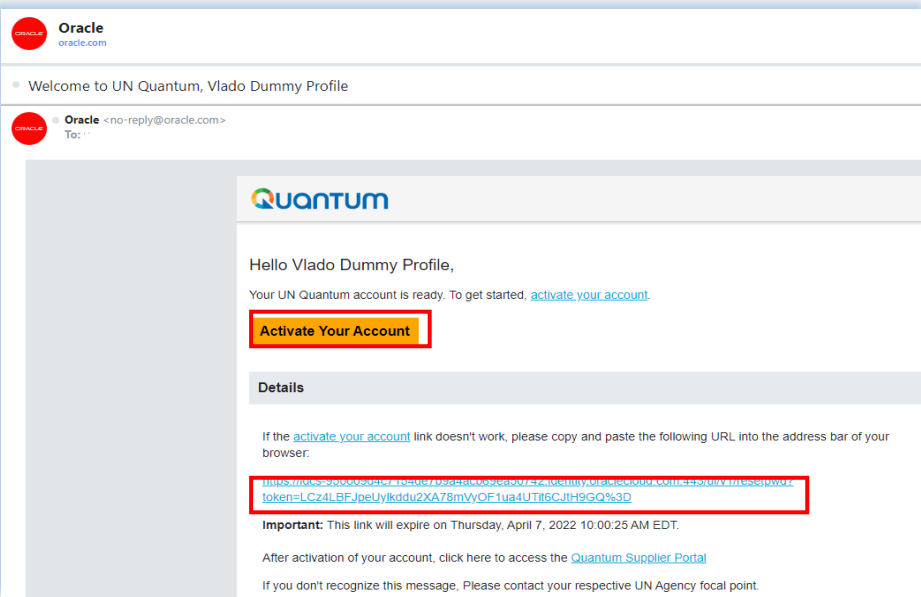 ORACLE
Oracle
oracle.com
Welcome to UN Quantum, Vlado Dummy Profile
ORACLE
Oracle <no-reply@oracle.com>
To:
Quantum
Hello Vlado Dummy Profile,
Your UN Quantum account is ready. To get started, activate your account.
Activate Your Account
Details
If the activate your account link doesn't work, please copy and paste the following URL into the address bar of your
browser:
token=LCz4LBFJpeUylkddu2XA78mVyOF1ua4UTit6CJtH9GQ%3D
Important: This link will expire on Thursday, April 7, 2022 10:00:25 AM EDT.
After activation of your account, click here to access the Quantum Supplier Portal
If you don't recognize this message, Please contact your respective UN Agency focal point.